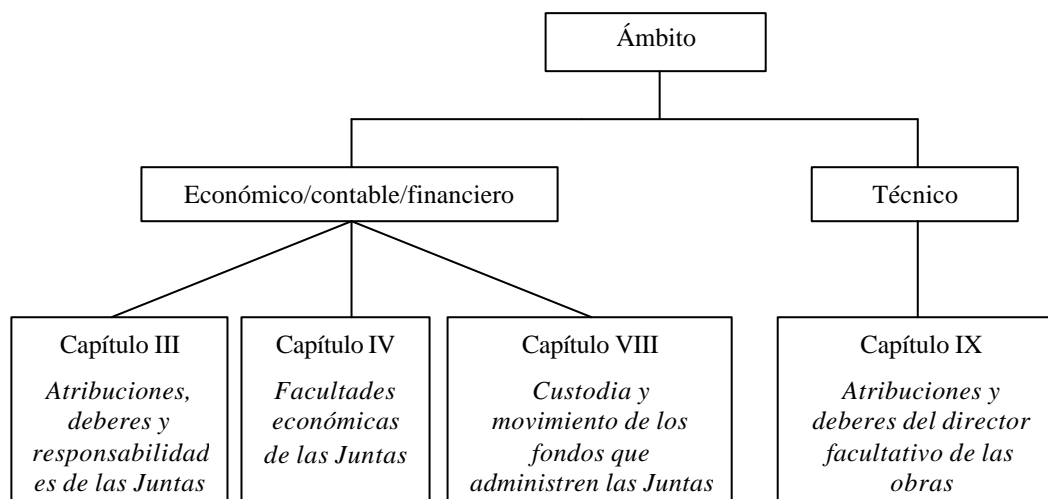 Ámbito
Económico/contable/financiero
Técnico
Capítulo III
Atribuciones,
deberes y
responsabilidad
es de las Juntas
Capítulo IV
Facultades
económicas
de las Juntas
Capítulo VIII
Custodia y
movimiento de los
fondos que
administren las Juntas
Capítulo IX
Atribuciones y
deberes del director
facultativo de las
obras